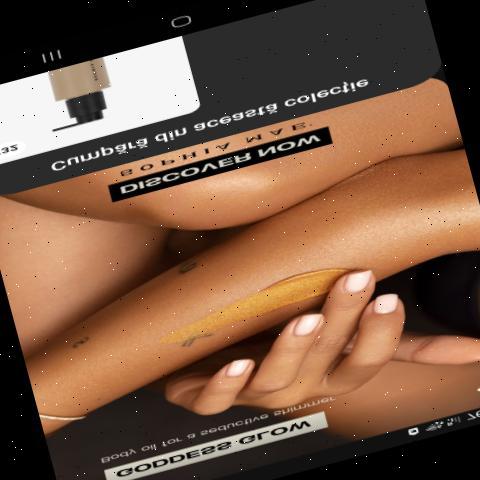 GODDESS GLOW
Body oil for a seductive shimmer
DISCOVER NOW
SOPHIA MAE
Cumpără din această colecție